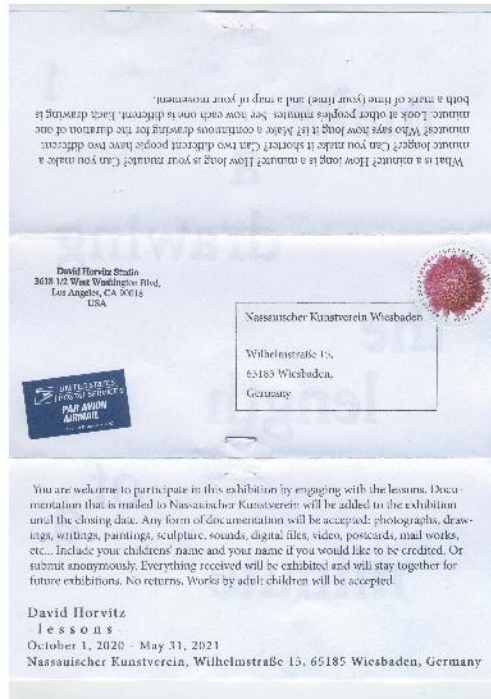 What is a minute? How long is a minute? How long is your minute? Can you make a
minute longer? Can you make it shorter? Can two different people have two different
minutes? Who says how long it is? Make a continuous drawing for the duration of one
minute. Look at other people's minutes. See how each one is different. Each drawing is
both a mark of time (your time) and a map of your movement.
David Horvitz Studio
3618 1/2 West Washington Blvd,
Los Angeles, CA 90018
USA
Nassauischer Kunstverein Wiesbaden
Wilhelmstraße 15,
65185 Wiesbaden,
Germany
UNITED STATES
POSTAL SERVICE
PAR AVION
AIRMAIL
You are welcome to participate in this exhibition by engaging with the lessons. Docu-
mentation that is mailed to Nassauischer Kunstverein will be added to the exhibition
until the closing date. Any form of documentation will be accepted: photographs, draw-
ings, writings, paintings, sculpture, sounds, digital files, video, postcards, mail works,
etc... Include your childrens' name and your name if you would like to be credited. Or
submit anonymously. Everything received will be exhibited and will stay together for
future exhibitions. No returns. Works by adult children will be accepted.
David Horvitz
lessons
October 1, 2020 - May 31, 2021
Nassauischer Kunstverein, Wilhelmstraße 15, 65185 Wiesbaden, Germany